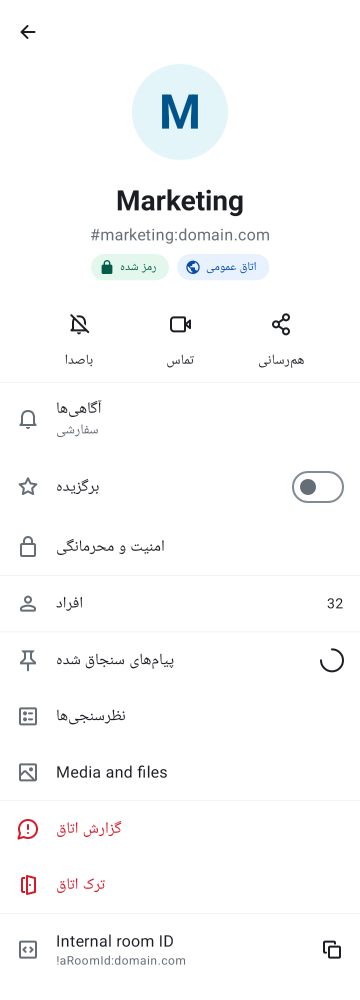 M
Marketing
#marketing:domain.com
رمز شده
اتاق عمومی
باصدا
تماس
هم‌رسانی
آگاهی‌ها
سفارشی
برگزیده
امنیت و محرمانگی
افراد
32
پیام‌های سنجاق شده
نظرسنجی‌ها
Media and files
گزارش اتاق
ترک اتاق
Internal room ID
!aRoomId:domain.com